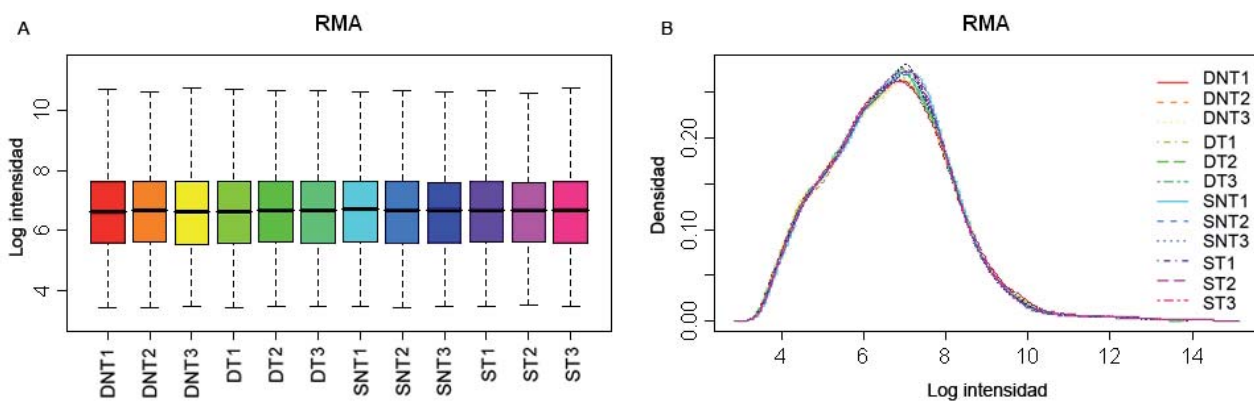 A
RMA
Log intensidad
10
8
6
4
DNT1
DNT2
DNT3
DT1
DT2
DT3
SNT1
SNT2
SNT3
ST1
ST2
ST3
B
RMA
Densidad
0.20
0.10
0.00
4
6
8
10
12
14
Log intensidad
DNT1
DNT2
DNT3
DT1
DT2
DT3
SNT1
SNT2
SNT3
ST1
ST2
ST3